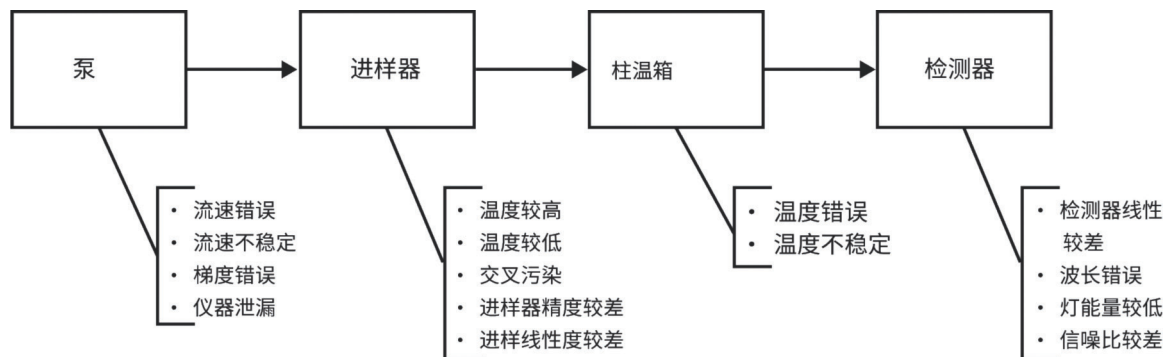 泵
进样器
柱温箱
检测器
· 流速错误
· 流速不稳定
· 梯度错误
· 仪器泄漏
· 温度较高
· 温度较低
· 交叉污染
· 进样器精度较差
· 进样线性度较差
· 温度错误
· 温度不稳定
· 检测器线性
较差
· 波长错误
· 灯能量较低
· 信噪比较差